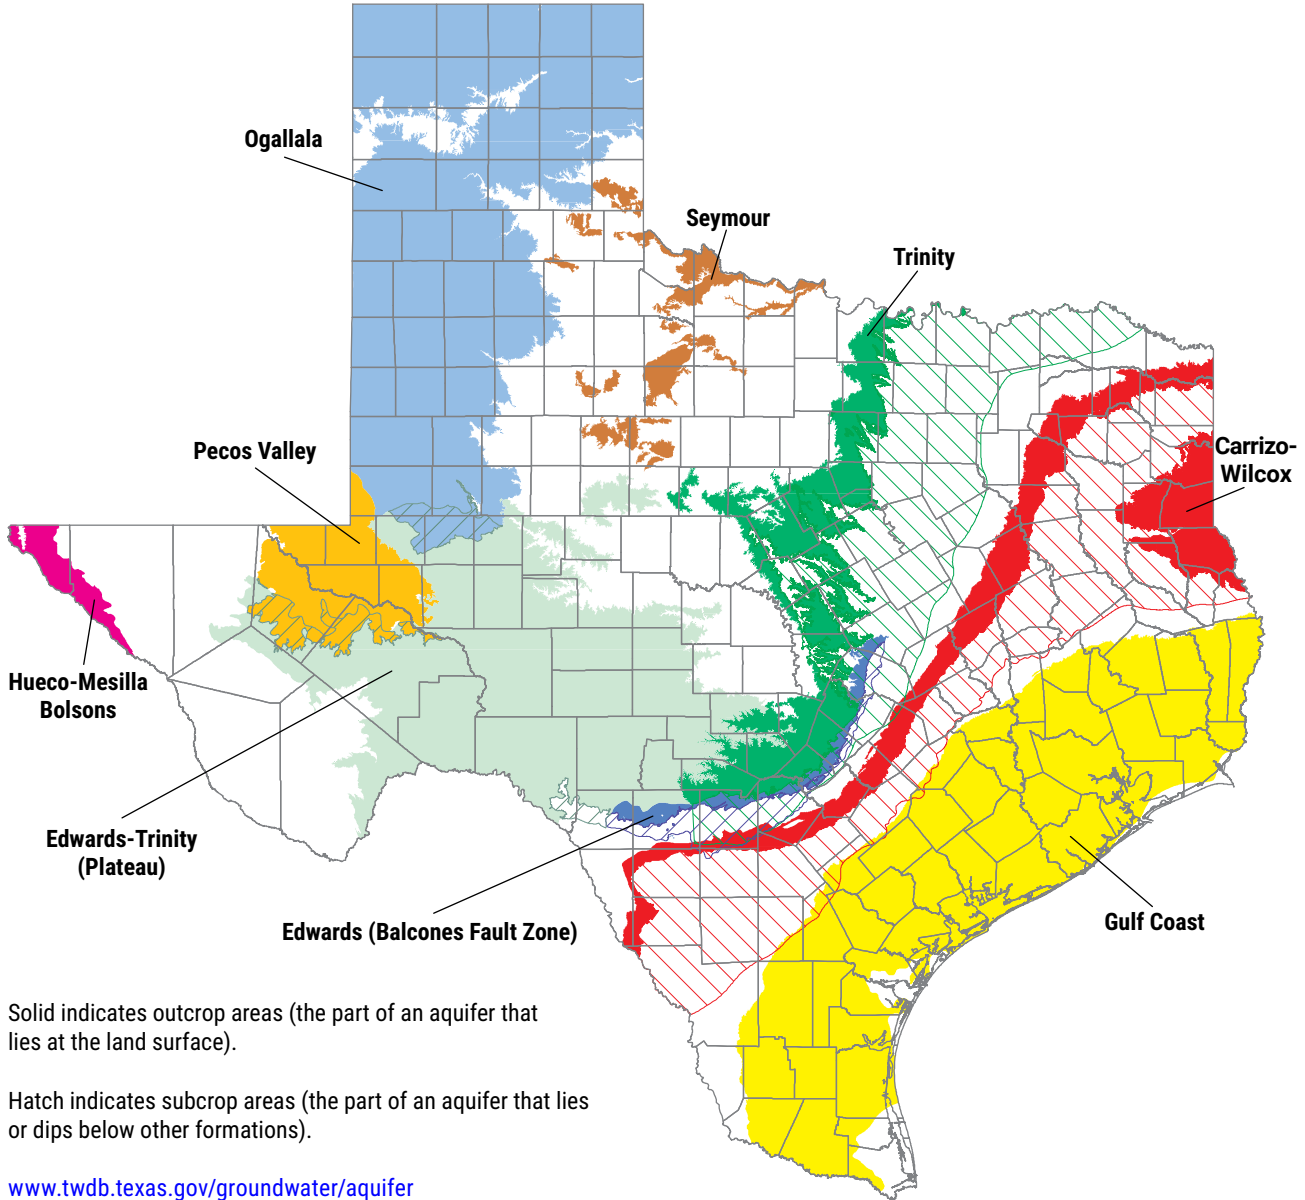 Ogallala
Seymour
Trinity
Pecos Valley
Carrizo-
Wilcox
Hueco-Mesilla
Bolsons
Edwards-Trinity
(Plateau)
Edwards (Balcones Fault Zone)
Gulf Coast
Solid indicates outcrop areas (the part of an aquifer that
lies at the land surface).
Hatch indicates subcrop areas (the part of an aquifer that lies
or dips below other formations).
www.twdb.texas.gov/groundwater/aquifer